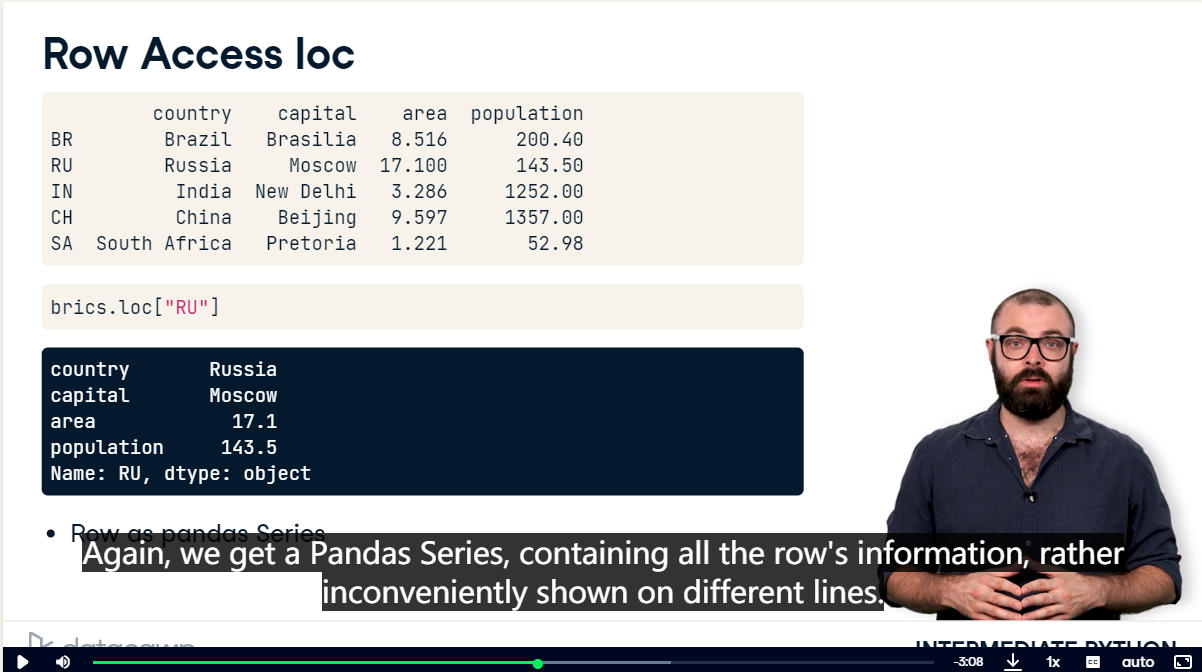 Row Access loc
country capital area population
BR Brazil Brasilia 8.516 200.40
RU Russia Moscow 17.100 143.50
IN India New Delhi 3.286 1252.00
CH China Beijing 9.597 1357.00
SA South Africa Pretoria 1.221 52.98
brics.loc["RU"]
country Russia
capital Moscow
area 17.1
population 143.5
Name: RU, dtype: object
• Row as pandas Series
Again, we get a Pandas Series, containing all the row's information, rather
inconveniently shown on different lines.
datacamp
INTERMEDIATE PYTHON
-3:08 1x CC auto